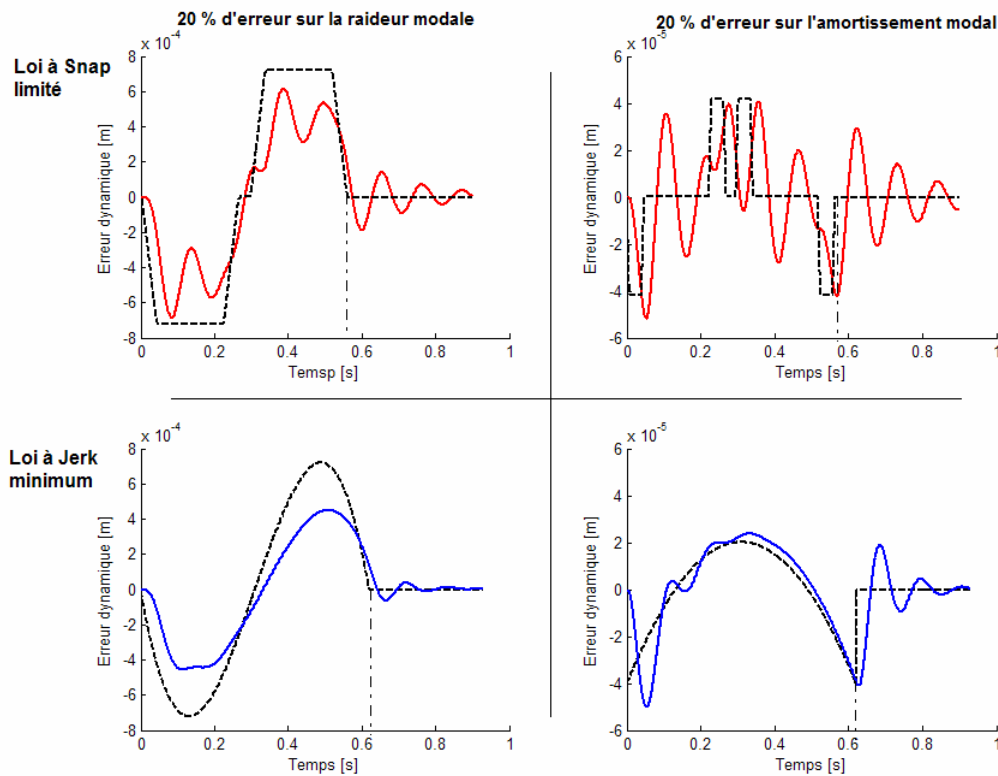 20 % d'erreur sur la raideur modale
20 % d'erreur sur l'amortissement modal
Loi à Snap
limité
x 10-4
8
6
4
2
0
-2
-4
-6
-8
Erreur dynamique [m]
0 0.2 0.4 0.6 0.8 1
Temsp [s]
x 10-5
6
4
2
0
-2
-4
-6
Erreur dynamique [m]
0 0.2 0.4 0.6 0.8 1
Temps [s]
Loi à Jerk
minimum
x 10-4
8
6
4
2
0
-2
-4
-6
-8
Erreur dynamique [m]
0 0.2 0.4 0.6 0.8 1
Temps [s]
x 10-5
6
4
2
0
-2
-4
-6
Erreur dynamique [m]
0 0.2 0.4 0.6 0.8 1
Temps [s]